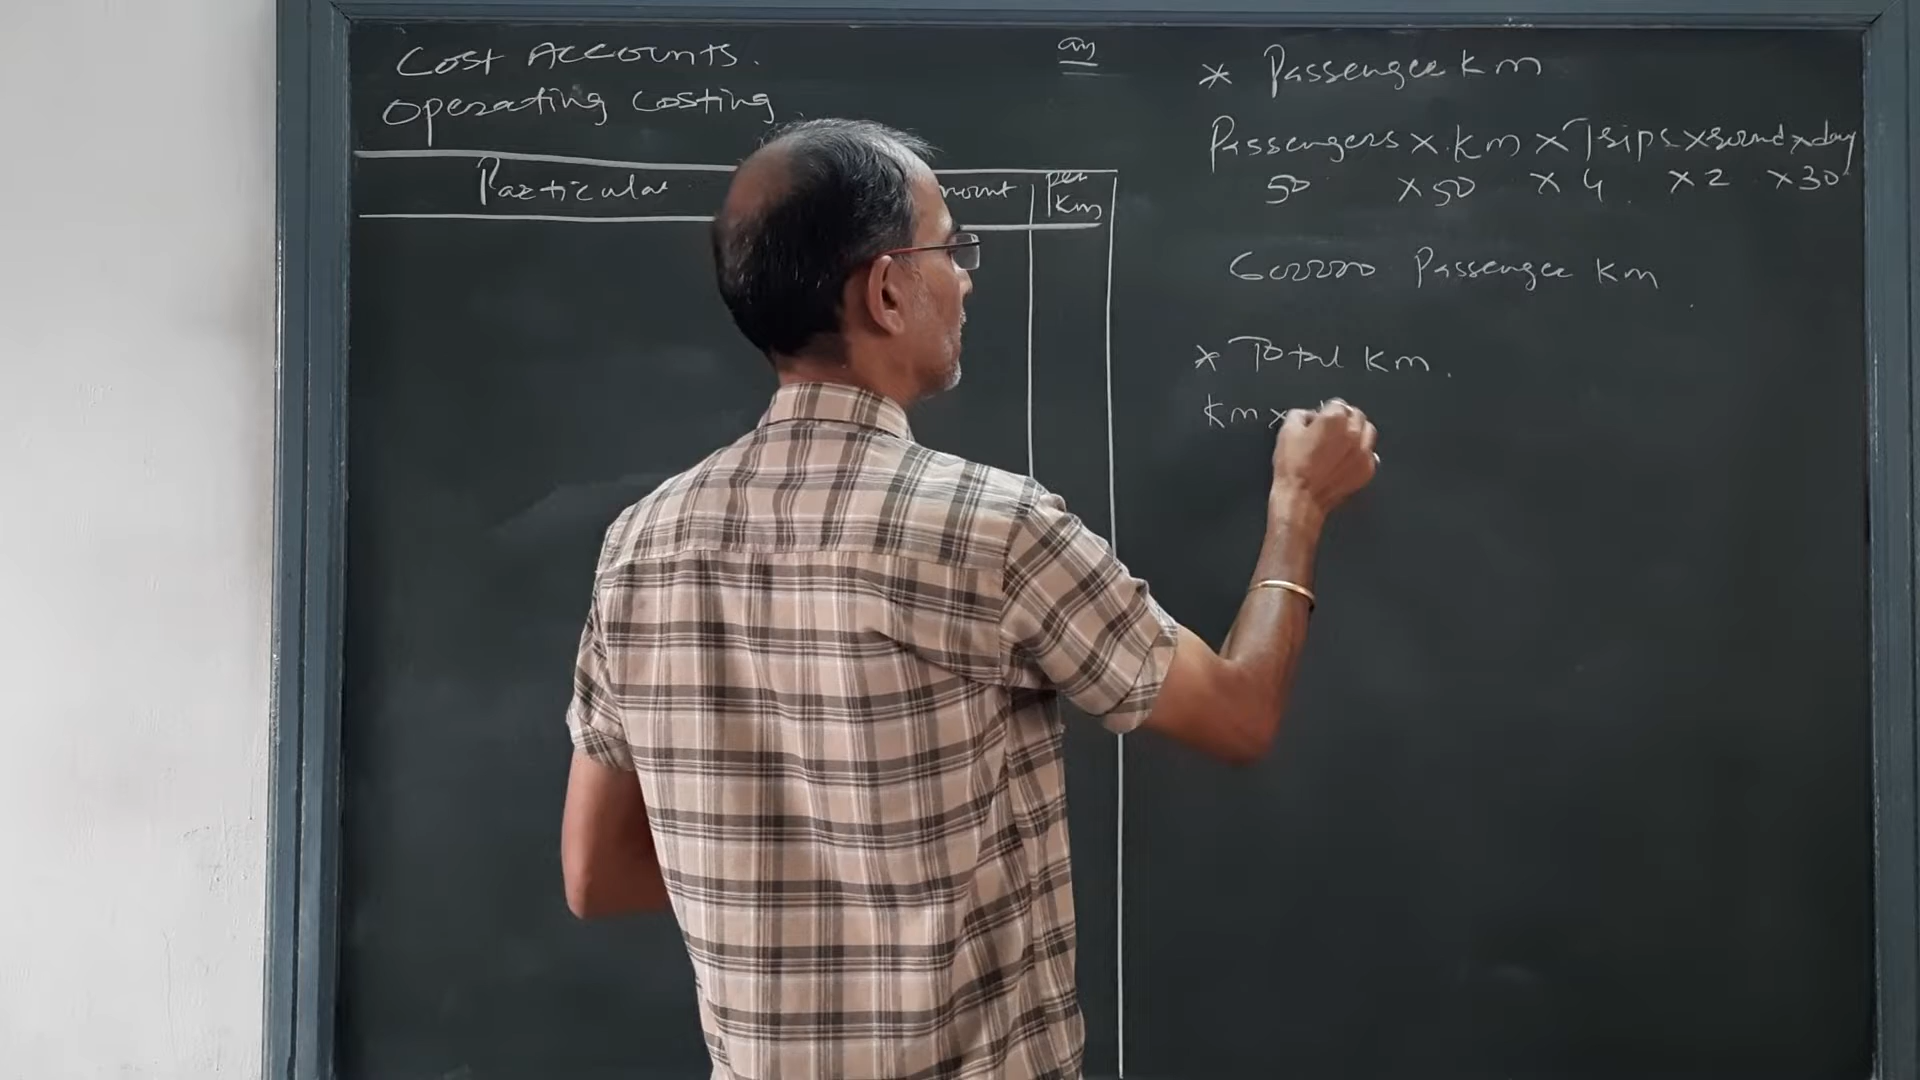 Cost Accounts.
Operating Costing
Particular
mount
per
Km
* Passenger km
Passengers x km x Trips x round x day
50 x 50 x 4 x 2 x 30
600000 Passenger Km
* Total Km.
Km x